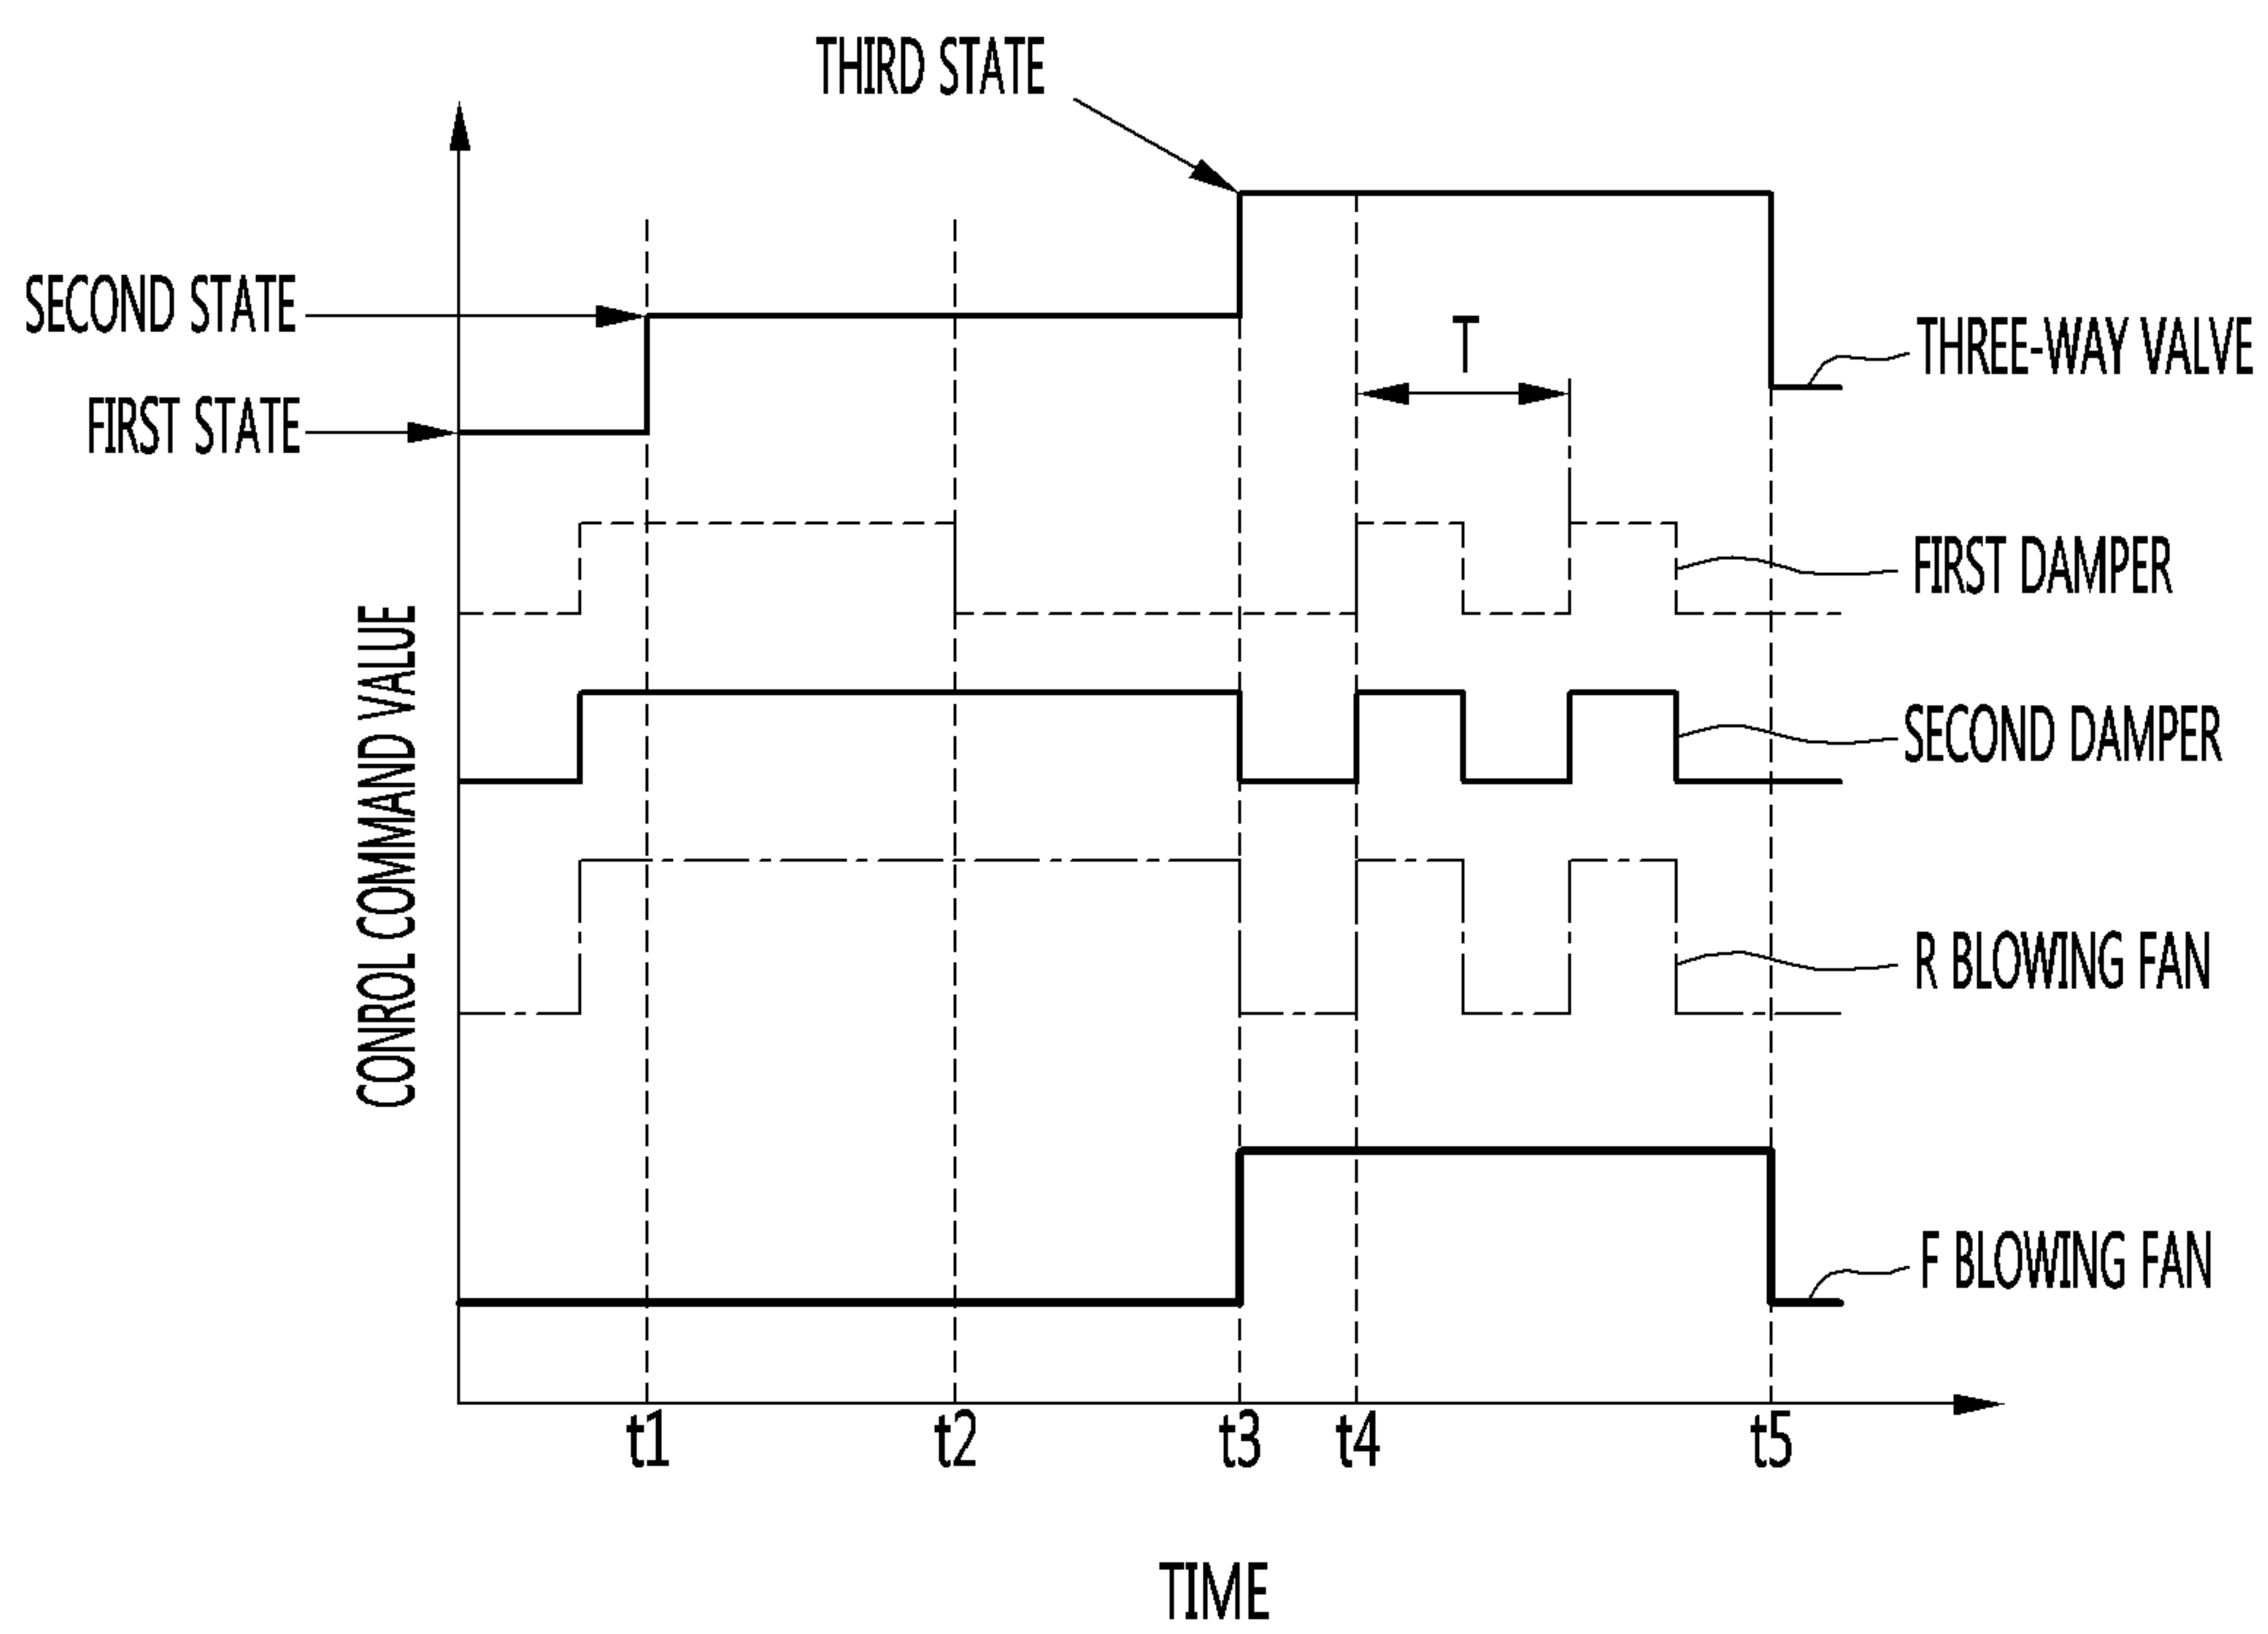 THIRD STATE
SECOND STATE
T
THREE-WAY VALVE
FIRST STATE
FIRST DAMPER
SECOND DAMPER
CONROL COMMAND VALUE
R BLOWING FAN
F BLOWING FAN
t1 t2 t3 t4 t5
TIME